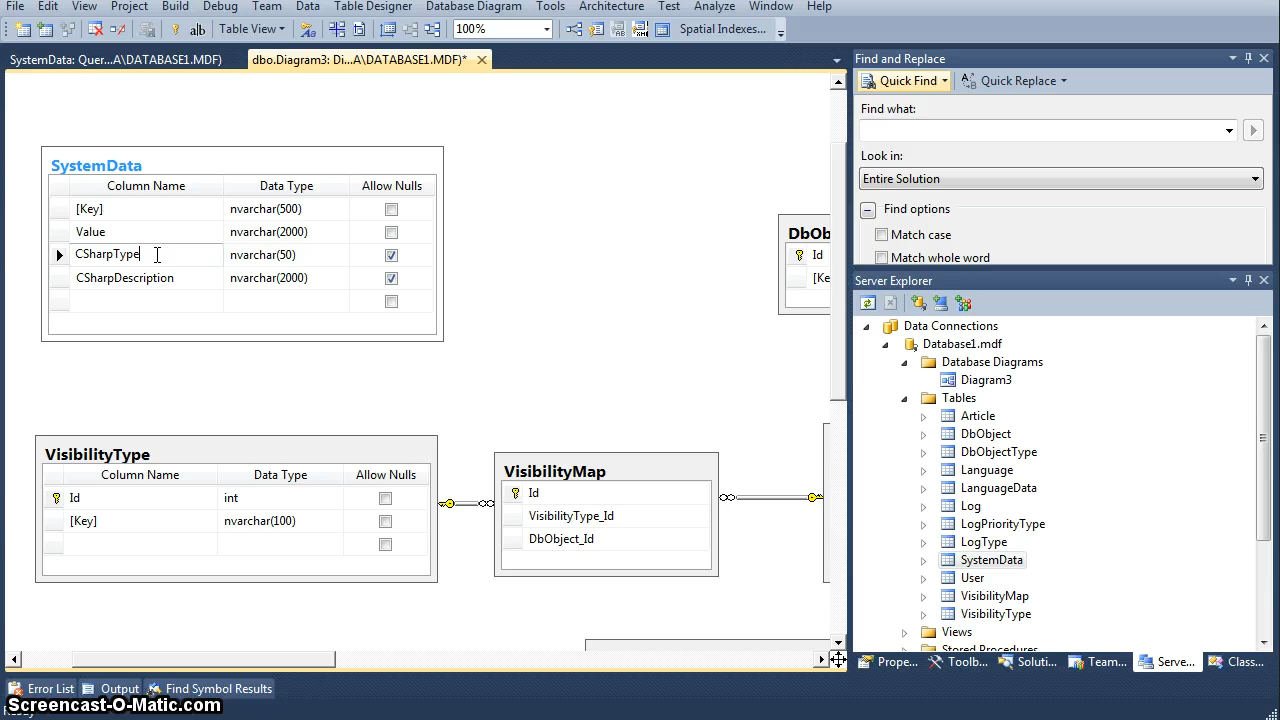 File Edit View Project Build Debug Team Data Table Designer Database Diagram Tools Architecture Test Analyze Window Help
Table View 100% Spatial Indexes...
SystemData: Quer...A\DATABASE1.MDF) dbo.Diagram3: Di...A\DATABASE1.MDF)*
SystemData
Column Name Data Type Allow Nulls
[Key] nvarchar(500)
Value nvarchar(2000)
CSharpType nvarchar(50)
CSharpDescription nvarchar(2000)
DbOb
Id
[Ke
VisibilityType
Column Name Data Type Allow Nulls
Id int
[Key] nvarchar(100)
VisibilityMap
Id
VisibilityType_Id
DbObject_Id
Find and Replace
Quick Find Quick Replace
Find what:
Look in:
Entire Solution
Find options
Match case
Match whole word
Server Explorer
Data Connections
Database1.mdf
Database Diagrams
Diagram3
Tables
Article
DbObject
DbObjectType
Language
LanguageData
Log
LogPriorityType
LogType
SystemData
User
VisibilityMap
VisibilityType
Views
Stored Procedures
Prope... Toolb... Soluti... Team... Serve... Class...
Error List Output Find Symbol Results
Screencast-O-Matic.com